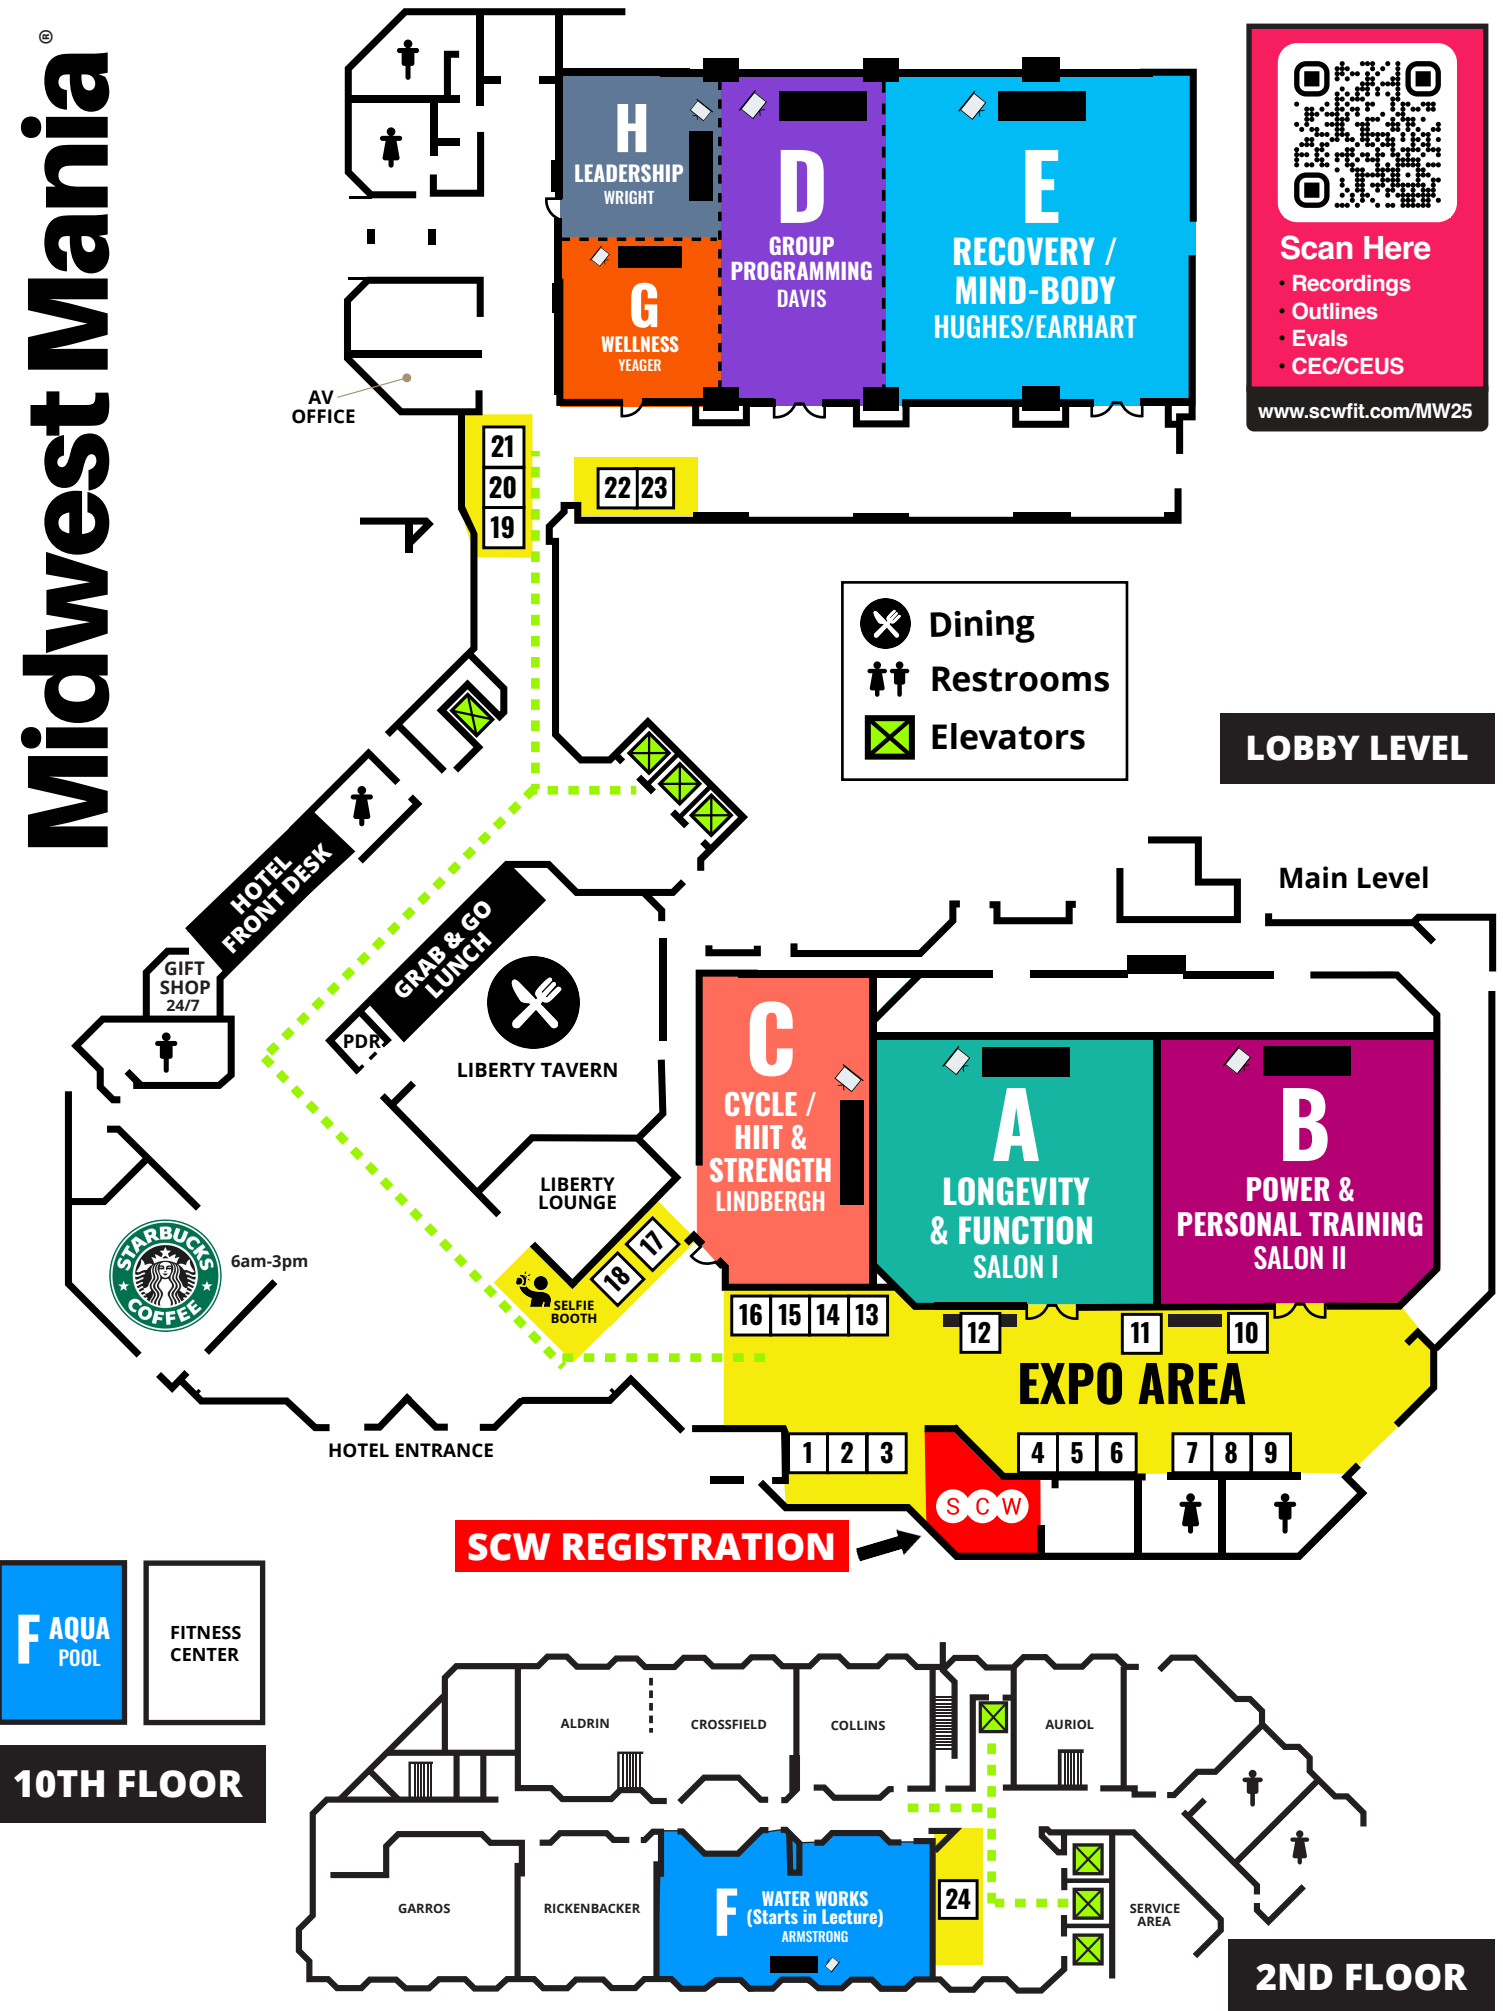 Midwest Mania®
H
LEADERSHIP
WRIGHT
G
WELLNESS
YEAGER
D
GROUP
PROGRAMMING
DAVIS
E
RECOVERY /
MIND-BODY
HUGHES/EARHART
Scan Here
· Recordings
· Outlines
· Evals
· CEC/CEUS
www.scwfit.com/MW25
AV
OFFICE
21
20
19
22 23
Dining
Restrooms
Elevators
LOBBY LEVEL
Main Level
HOTEL
FRONT DESK
GRAB & GO
LUNCH
GIFT
SHOP
24/7
PDR
LIBERTY TAVERN
LIBERTY
LOUNGE
STARBUCKS
COFFEE
6am-3pm
17
18
SELFIE
BOOTH
HOTEL ENTRANCE
C
CYCLE /
HIIT &
STRENGTH
LINDBERGH
A
LONGEVITY
& FUNCTION
SALON I
B
POWER &
PERSONAL TRAINING
SALON II
16 15 14 13
12
11
10
EXPO AREA
1 2 3
4 5 6
7 8 9
SCW
SCW REGISTRATION
F AQUA
POOL
FITNESS
CENTER
10TH FLOOR
ALDRIN
CROSSFIELD
COLLINS
AURIOL
GARROS
RICKENBACKER
F
WATER WORKS
(Starts in Lecture)
ARMSTRONG
24
SERVICE
AREA
2ND FLOOR